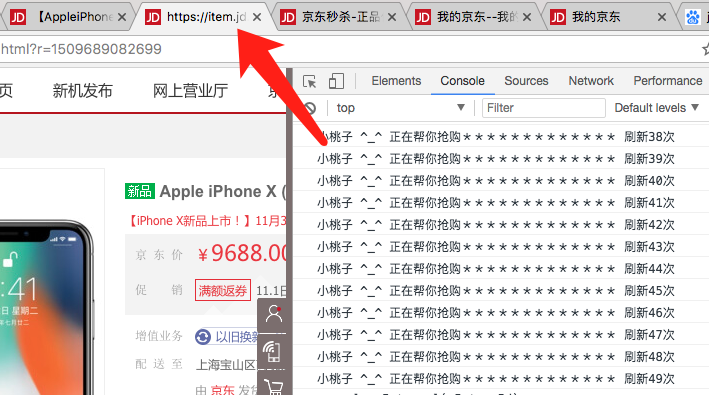 JD 【AppleiPhon
JD https://item.jd
JD 京东秒杀-正品
JD 我的京东--我的
JD 我的京东
html?r=1509689082699
页 新机发布 网上营业厅
Elements Console Sources Network Performance
top Filter Default levels
新品 Apple iPhone X (
【iPhone X新品上市！】11月3
京东价 ￥9688.00
促销 满额返券 11.1
增值业务 以旧换新
配送至 上海宝山区
由 京东 发
:41
星期二
小桃子 ^_^ 正在帮你抢购************* 刷新38次
小桃子 ^_^ 正在帮你抢购************* 刷新39次
小桃子 ^_^ 正在帮你抢购************* 刷新40次
小桃子 ^_^ 正在帮你抢购************* 刷新41次
小桃子 ^_^ 正在帮你抢购************* 刷新42次
小桃子 ^_^ 正在帮你抢购************* 刷新43次
小桃子 ^_^ 正在帮你抢购************* 刷新44次
小桃子 ^_^ 正在帮你抢购************* 刷新45次
小桃子 ^_^ 正在帮你抢购************* 刷新46次
小桃子 ^_^ 正在帮你抢购************* 刷新47次
小桃子 ^_^ 正在帮你抢购************* 刷新48次
小桃子 ^_^ 正在帮你抢购************* 刷新49次